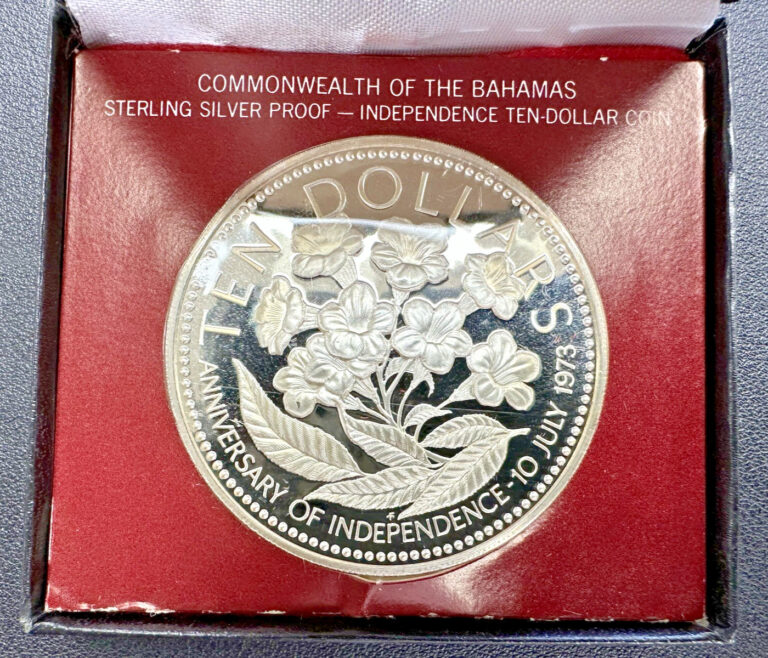 COMMONWEALTH OF THE BAHAMAS
STERLING SILVER PROOF — INDEPENDENCE TEN-DOLLAR COIN
TEN DOLLARS
ANNIVERSARY OF INDEPENDENCE - 10 JULY 1973